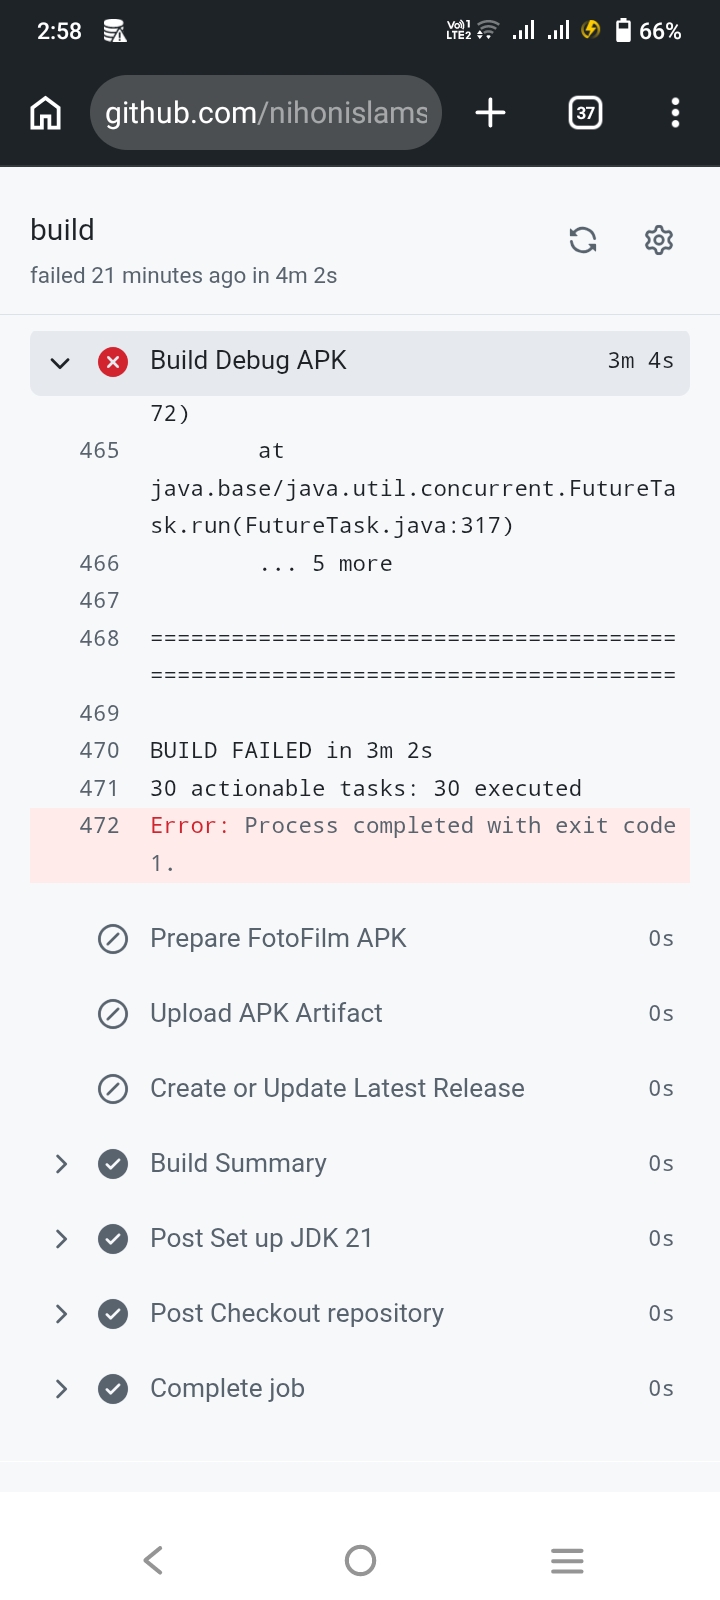 2:58
Vo)) 1
LTE2
66%
github.com/nihonislams
37
build
failed 21 minutes ago in 4m 2s
Build Debug APK 3m 4s
72)
465 at
java.base/java.util.concurrent.FutureTa
sk.run(FutureTask.java:317)
466 ... 5 more
467
468 =======================================
=======================================
469
470 BUILD FAILED in 3m 2s
471 30 actionable tasks: 30 executed
472 Error: Process completed with exit code
1.
Prepare FotoFilm APK 0s
Upload APK Artifact 0s
Create or Update Latest Release 0s
Build Summary 0s
Post Set up JDK 21 0s
Post Checkout repository 0s
Complete job 0s